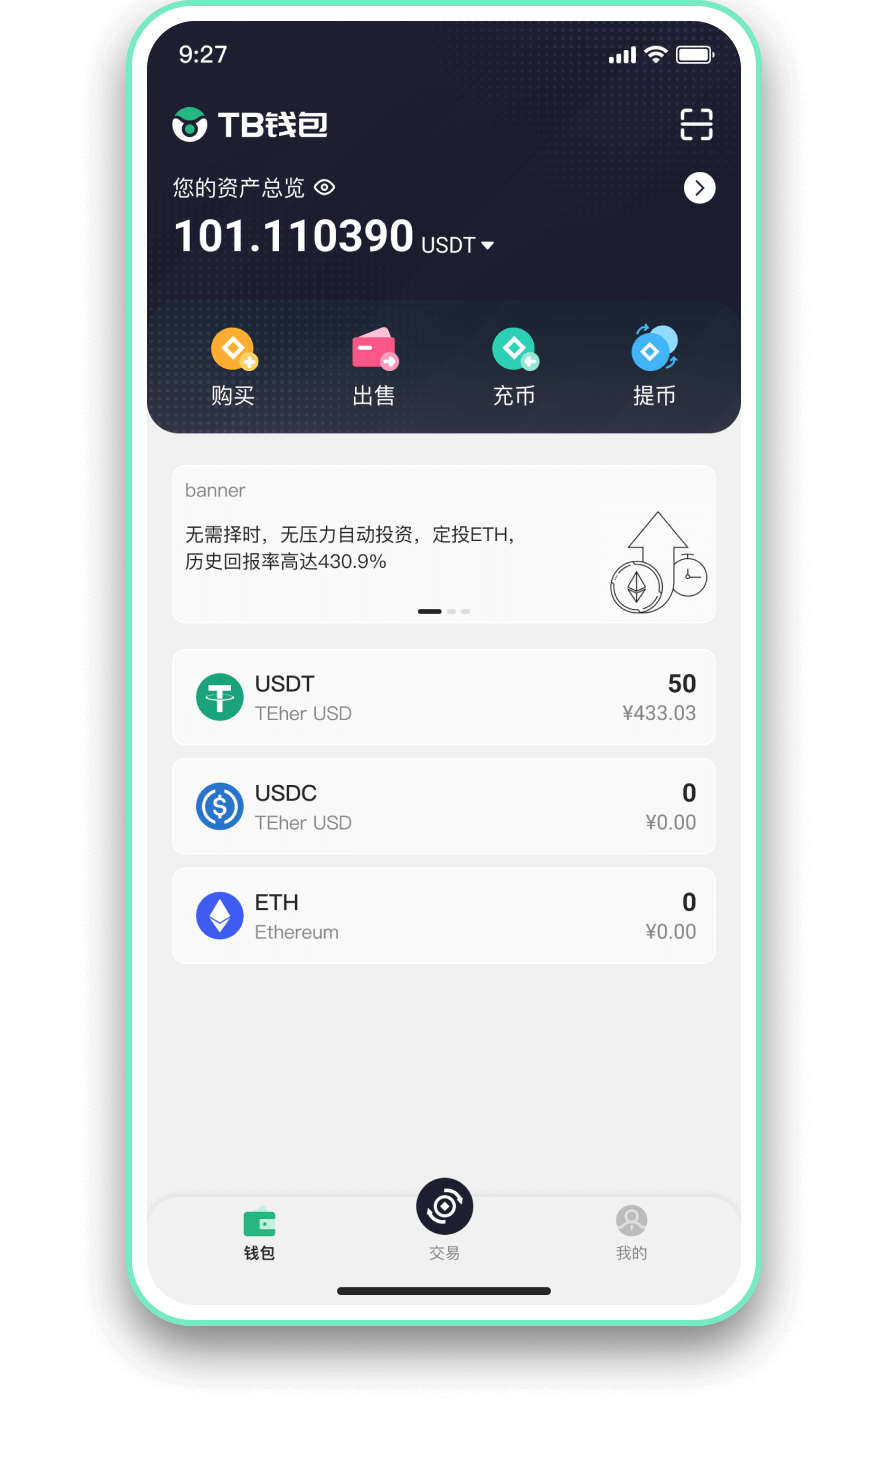 9:27
TB钱包
您的资产总览
101.110390 USDT
购买 出售 充币 提币
banner
无需择时，无压力自动投资，定投ETH，
历史回报率高达430.9%
USDT 50
TEher USD ¥433.03
USDC 0
TEher USD ¥0.00
ETH 0
Ethereum ¥0.00
钱包 交易 我的